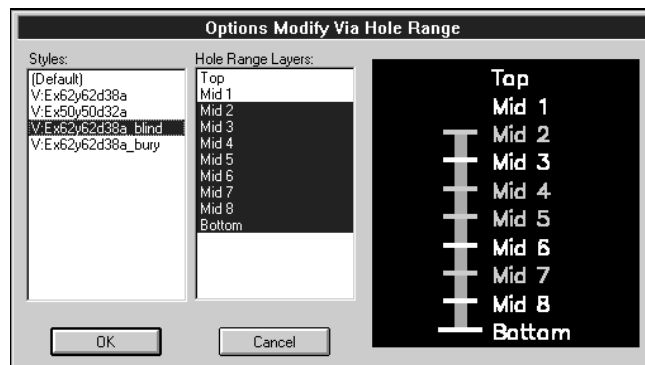 Options Modify Via Hole Range
Styles:
(Default)
V:Ex62y62d38a
V:Ex50y50d32a
V:Ex62y62d38a_blind
V:Ex62y62d38a_bury
Hole Range Layers:
Top
Mid 1
Mid 2
Mid 3
Mid 4
Mid 5
Mid 6
Mid 7
Mid 8
Bottom
Top
Mid 1
Mid 2
Mid 3
Mid 4
Mid 5
Mid 6
Mid 7
Mid 8
Bottom
OK
Cancel